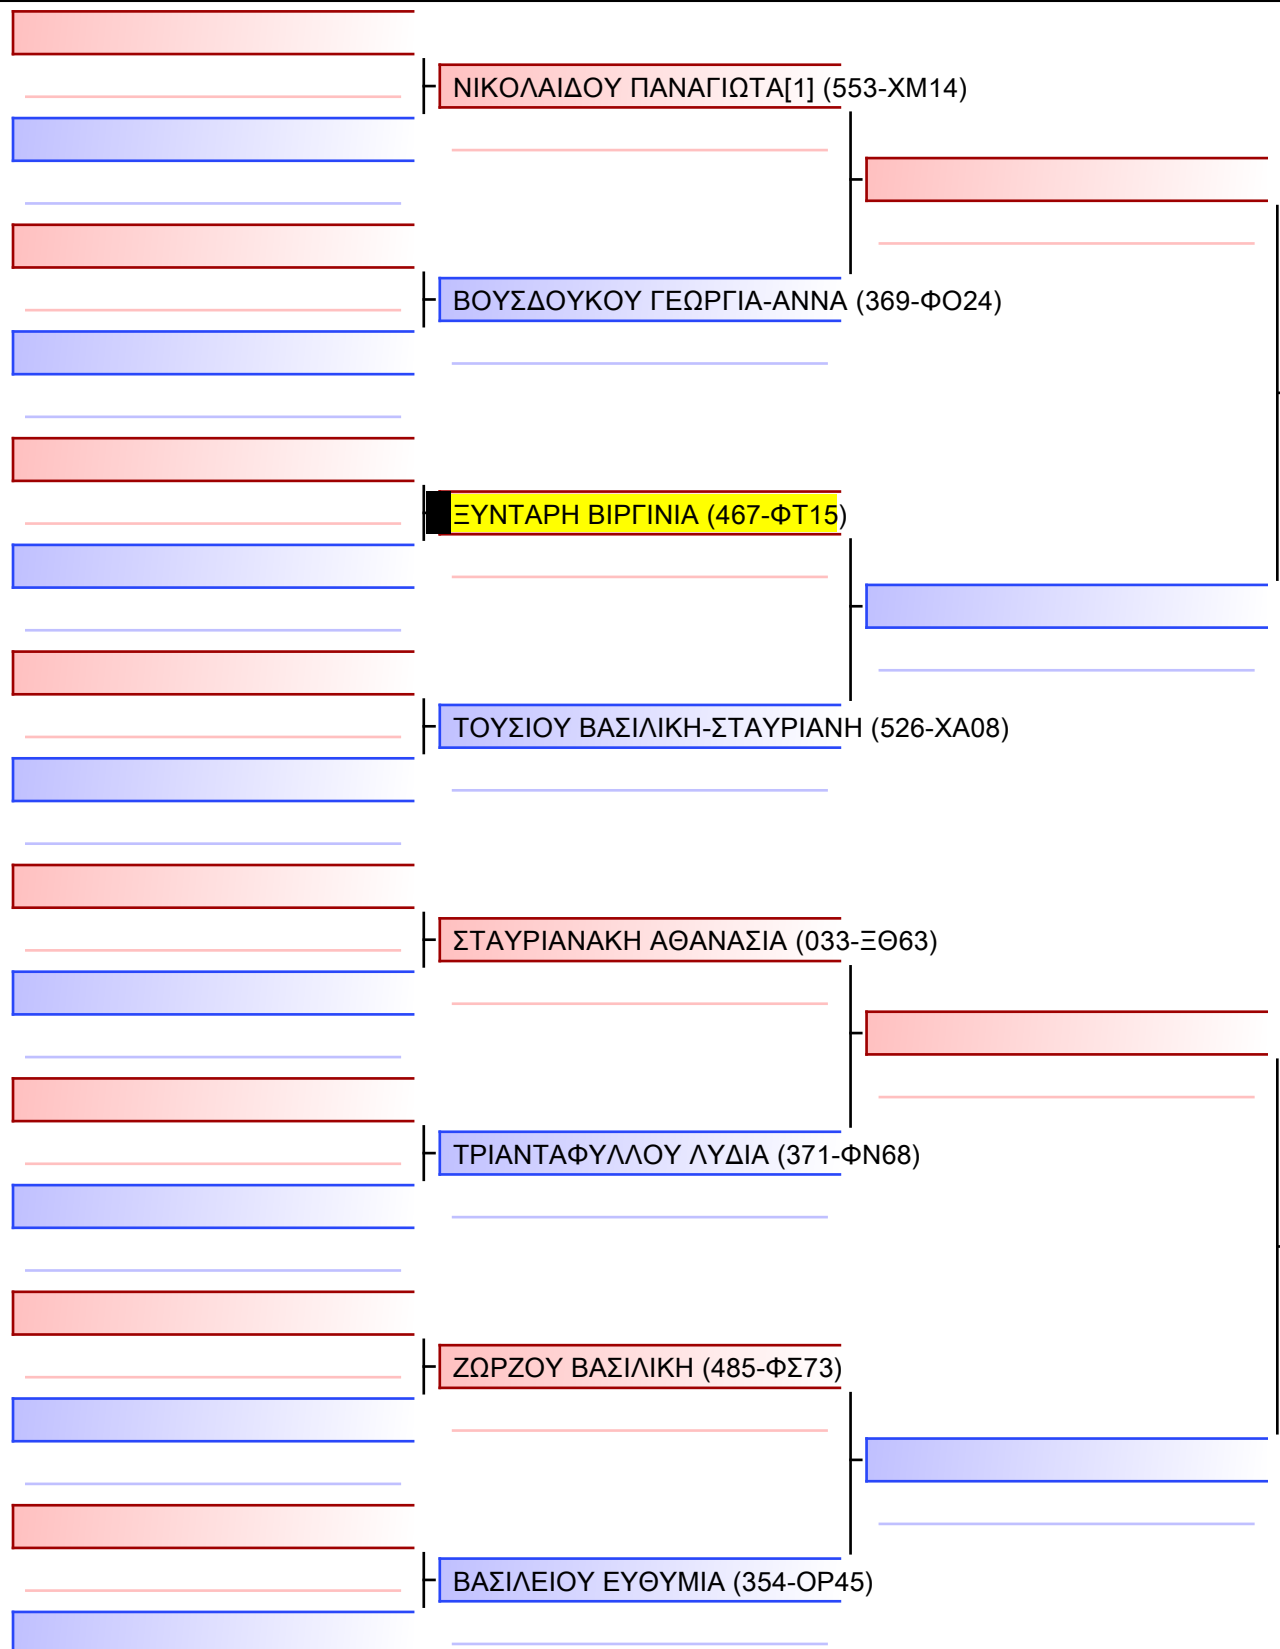 ΝΙΚΟΛΑΙΔΟΥ ΠΑΝΑΓΙΩΤΑ[1] (553-ΧΜ14)
ΒΟΥΣΔΟΥΚΟΥ ΓΕΩΡΓΙΑ-ΑΝΝΑ (369-ΦΟ24)
ΞΥΝΤΑΡΗ ΒΙΡΓΙΝΙΑ (467-ΦΤ15)
ΤΟΥΣΙΟΥ ΒΑΣΙΛΙΚΗ-ΣΤΑΥΡΙΑΝΗ (526-ΧΑ08)
ΣΤΑΥΡΙΑΝΑΚΗ ΑΘΑΝΑΣΙΑ (033-ΞΘ63)
ΤΡΙΑΝΤΑΦΥΛΛΟΥ ΛΥΔΙΑ (371-ΦΝ68)
ΖΩΡΖΟΥ ΒΑΣΙΛΙΚΗ (485-ΦΣ73)
ΒΑΣΙΛΕΙΟΥ ΕΥΘΥΜΙΑ (354-ΟΡ45)